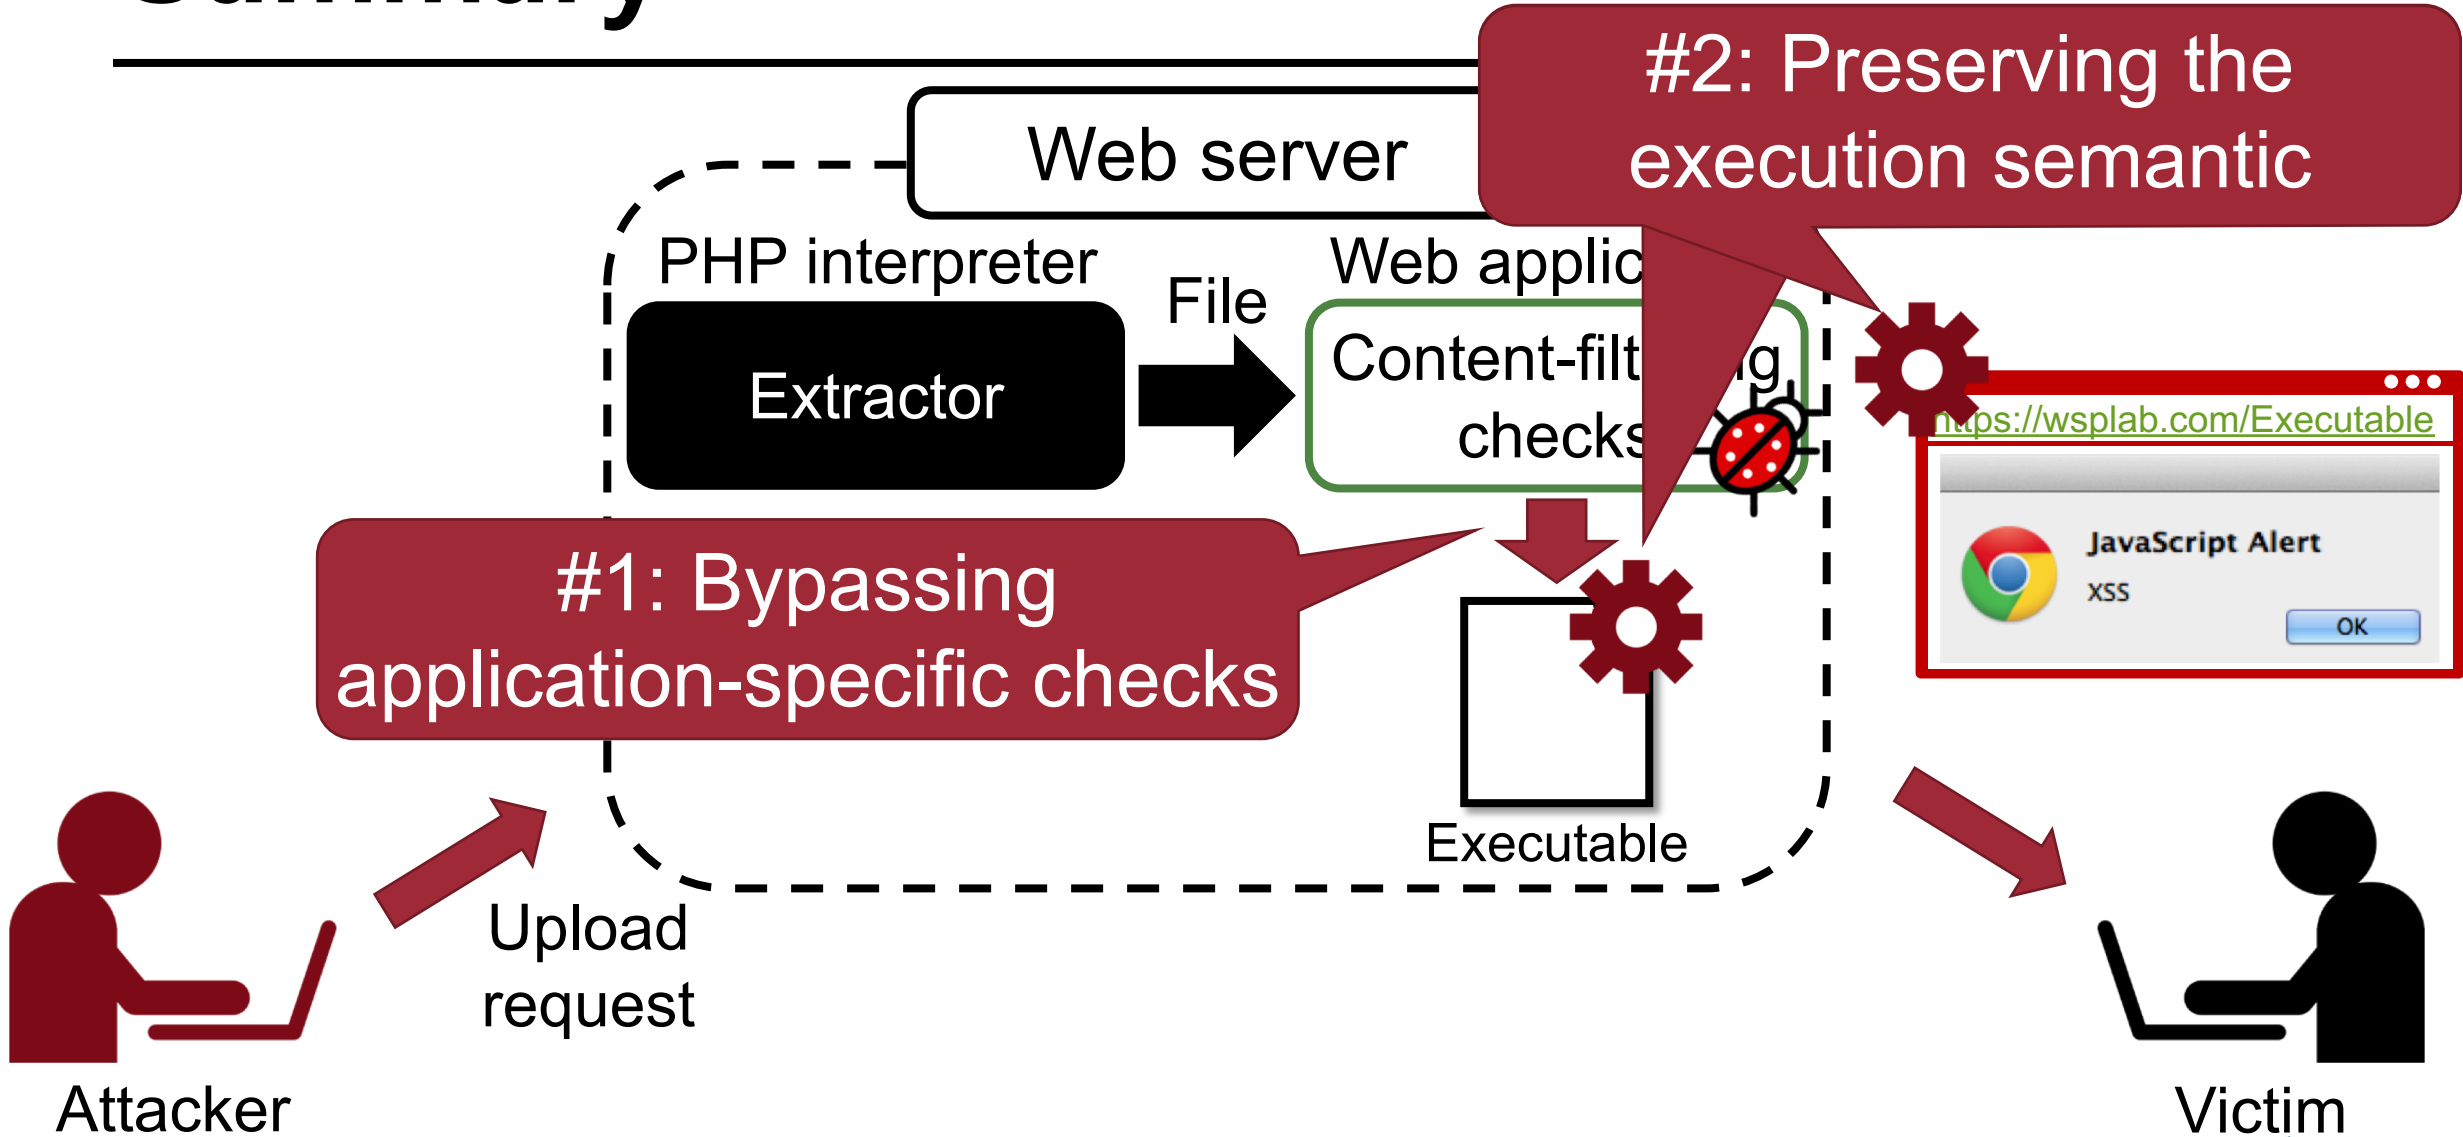 #2: Preserving the
execution semantic
Web server
PHP interpreter
File
Web applic
Extractor
Content-filt g
checks
https://wsplab.com/Executable
JavaScript Alert
XSS
OK
#1: Bypassing
application-specific checks
Executable
Upload
request
Attacker
Victim